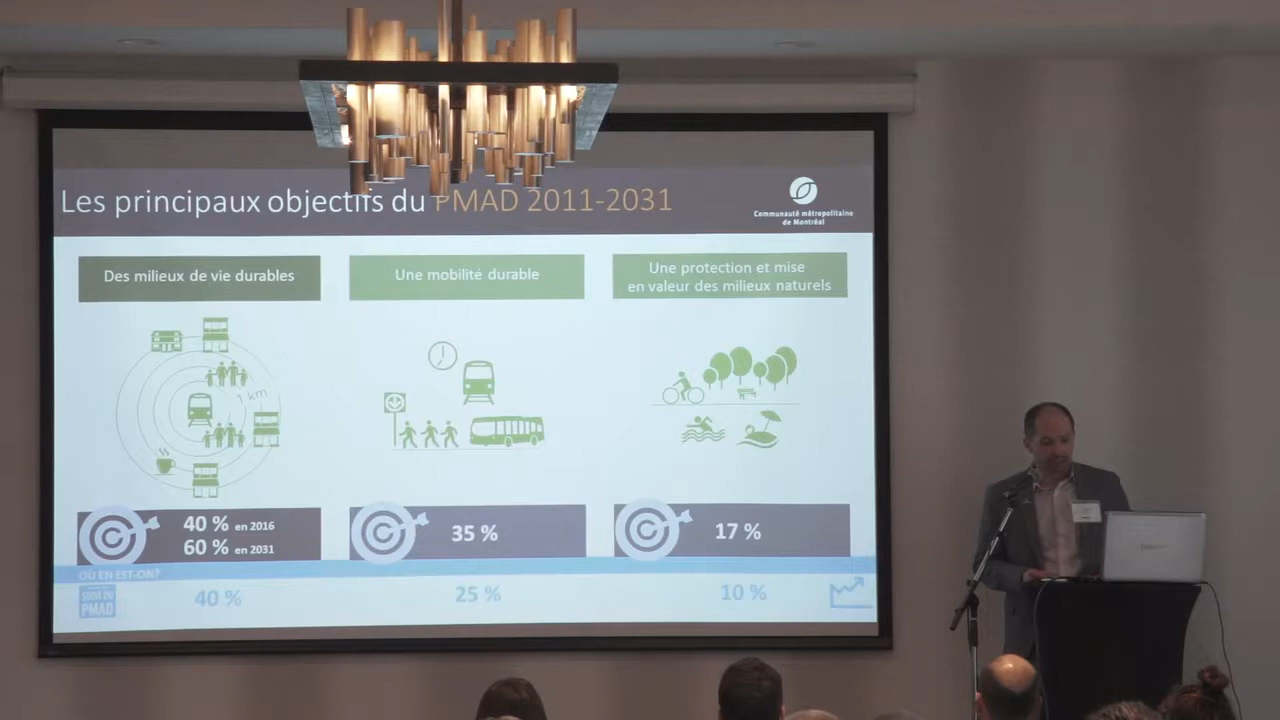 Les principaux objectifs du PMAD 2011-2031
Communauté métropolitaine
de Montréal
Des milieux de vie durables
Une mobilité durable
Une protection et mise
en valeur des milieux naturels
1 km
40 % en 2016
60 % en 2031
35 %
17 %
OÙ EN EST-ON?
SUIVI DU
PMAD
40 %
25 %
10 %